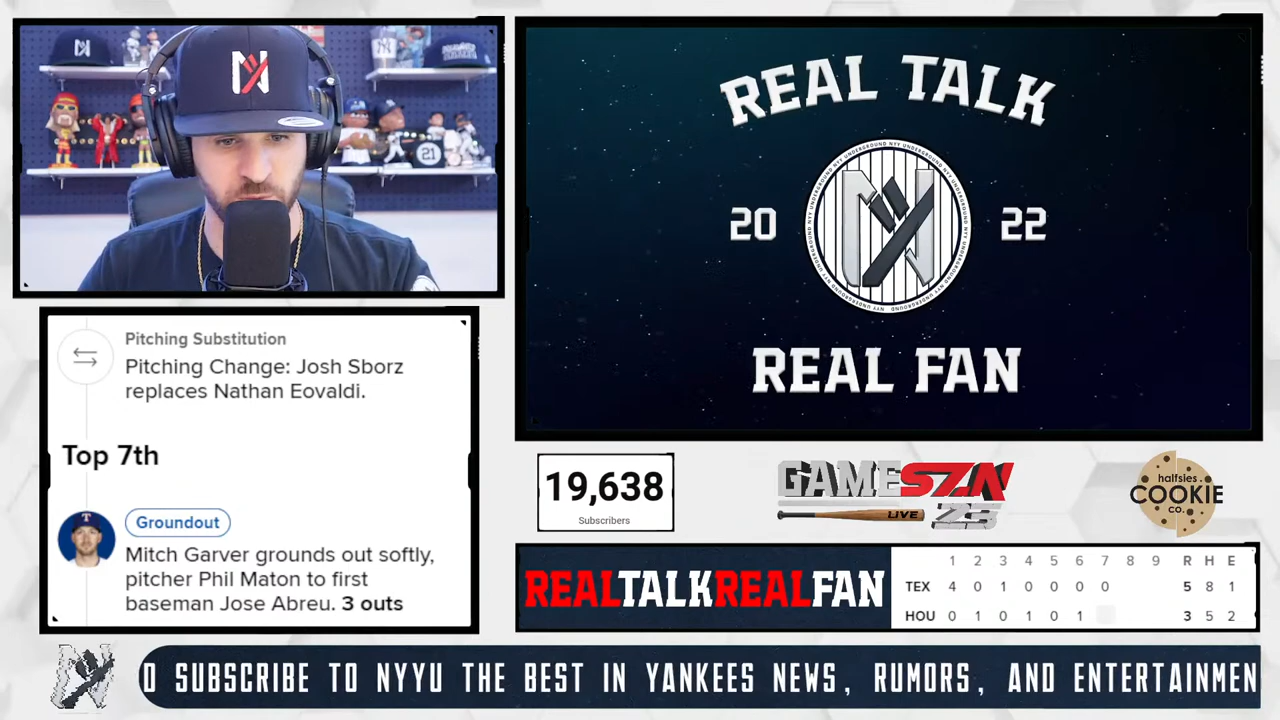 REAL TALK
20 22
NYY UNDERGROUND
REAL FAN
21
Pitching Substitution
Pitching Change: Josh Sborz
replaces Nathan Eovaldi.
Top 7th
Groundout
Mitch Garver grounds out softly,
pitcher Phil Maton to first
baseman Jose Abreu. 3 outs
19,638
Subscribers
GAMESZN
LIVE 23
halfsies
COOKIE
co.
REALTALKREALFAN
1 2 3 4 5 6 7 8 9 R H E
TEX 4 0 1 0 0 0 0 5 8 1
HOU 0 1 0 1 0 1 3 5 2
D SUBSCRIBE TO NYYU THE BEST IN YANKEES NEWS, RUMORS, AND ENTERTAINMEN